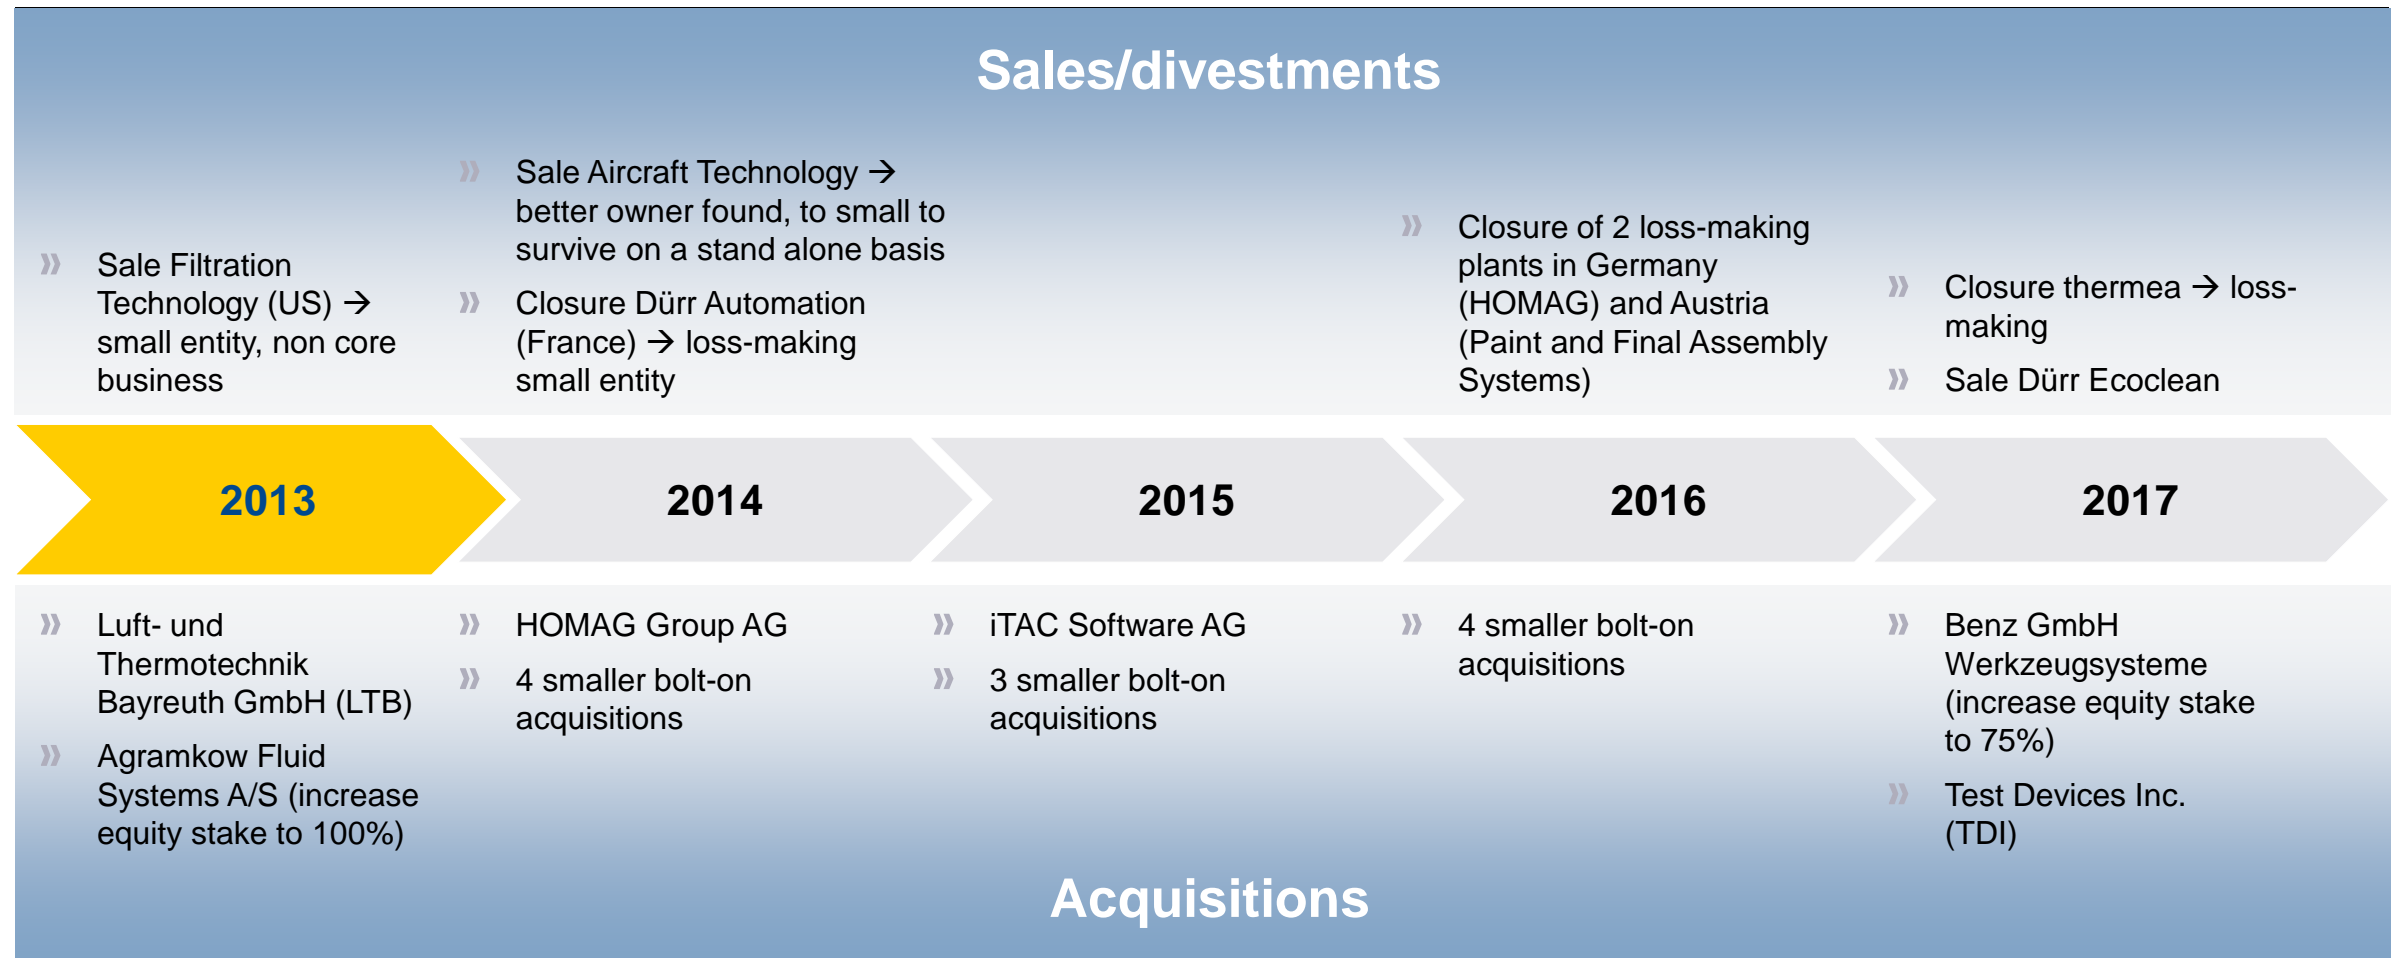 Sales/divestments
» Sale Filtration
Technology (US) →
small entity, non core
business
» Sale Aircraft Technology →
better owner found, to small to
survive on a stand alone basis
» Closure Dürr Automation
(France) → loss-making
small entity
» Closure of 2 loss-making
plants in Germany
(HOMAG) and Austria
(Paint and Final Assembly
Systems)
» Closure thermea → loss-
making
» Sale Dürr Ecoclean
2013
2014
2015
2016
2017
» Luft- und
Thermotechnik
Bayreuth GmbH (LTB)
» Agramkow Fluid
Systems A/S (increase
equity stake to 100%)
» HOMAG Group AG
» 4 smaller bolt-on
acquisitions
» iTAC Software AG
» 3 smaller bolt-on
acquisitions
» 4 smaller bolt-on
acquisitions
» Benz GmbH
Werkzeugsysteme
(increase equity stake
to 75%)
» Test Devices Inc.
(TDI)
Acquisitions